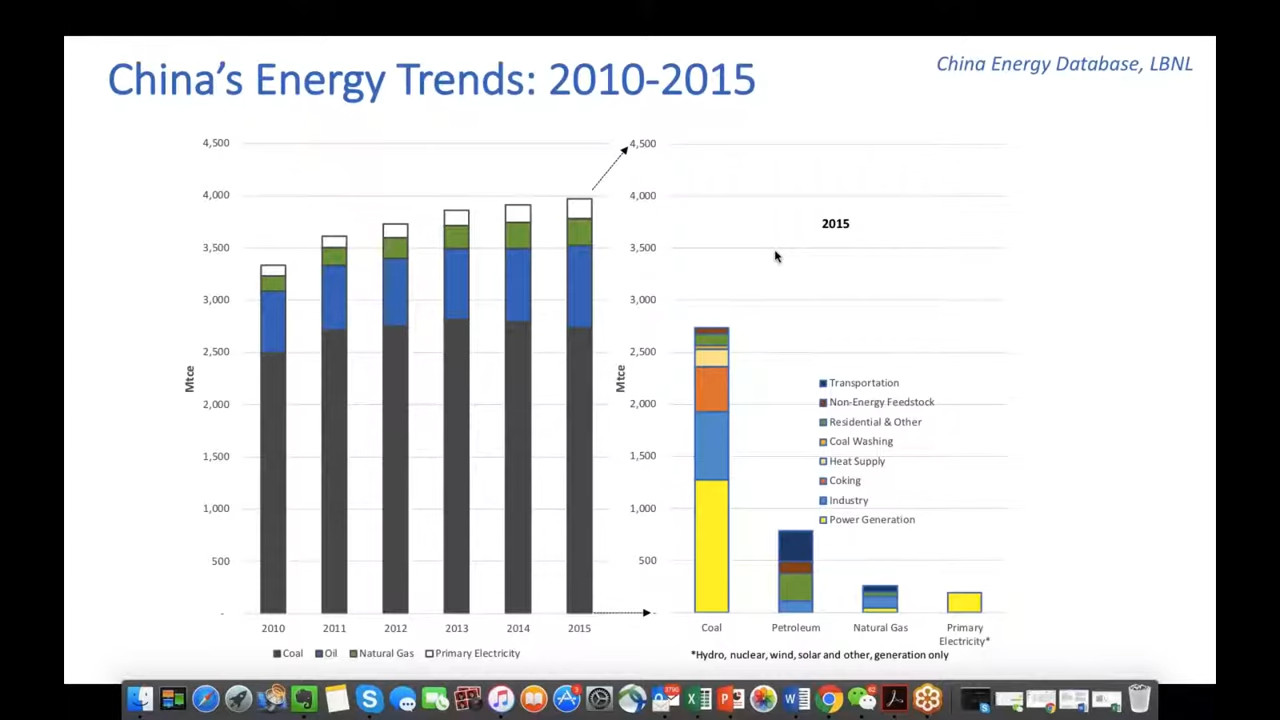 China's Energy Trends: 2010-2015
China Energy Database, LBNL
4,500
4,000
3,500
3,000
2,500
2,000
1,500
1,000
500
-
Mtce
2010 2011 2012 2013 2014 2015
Coal Oil Natural Gas Primary Electricity
4,500
4,000
3,500
3,000
2,500
2,000
1,500
1,000
500
-
Mtce
2015
Transportation
Non-Energy Feedstock
Residential & Other
Coal Washing
Heat Supply
Coking
Industry
Power Generation
Coal Petroleum Natural Gas Primary
Electricity*
*Hydro, nuclear, wind, solar and other, generation only